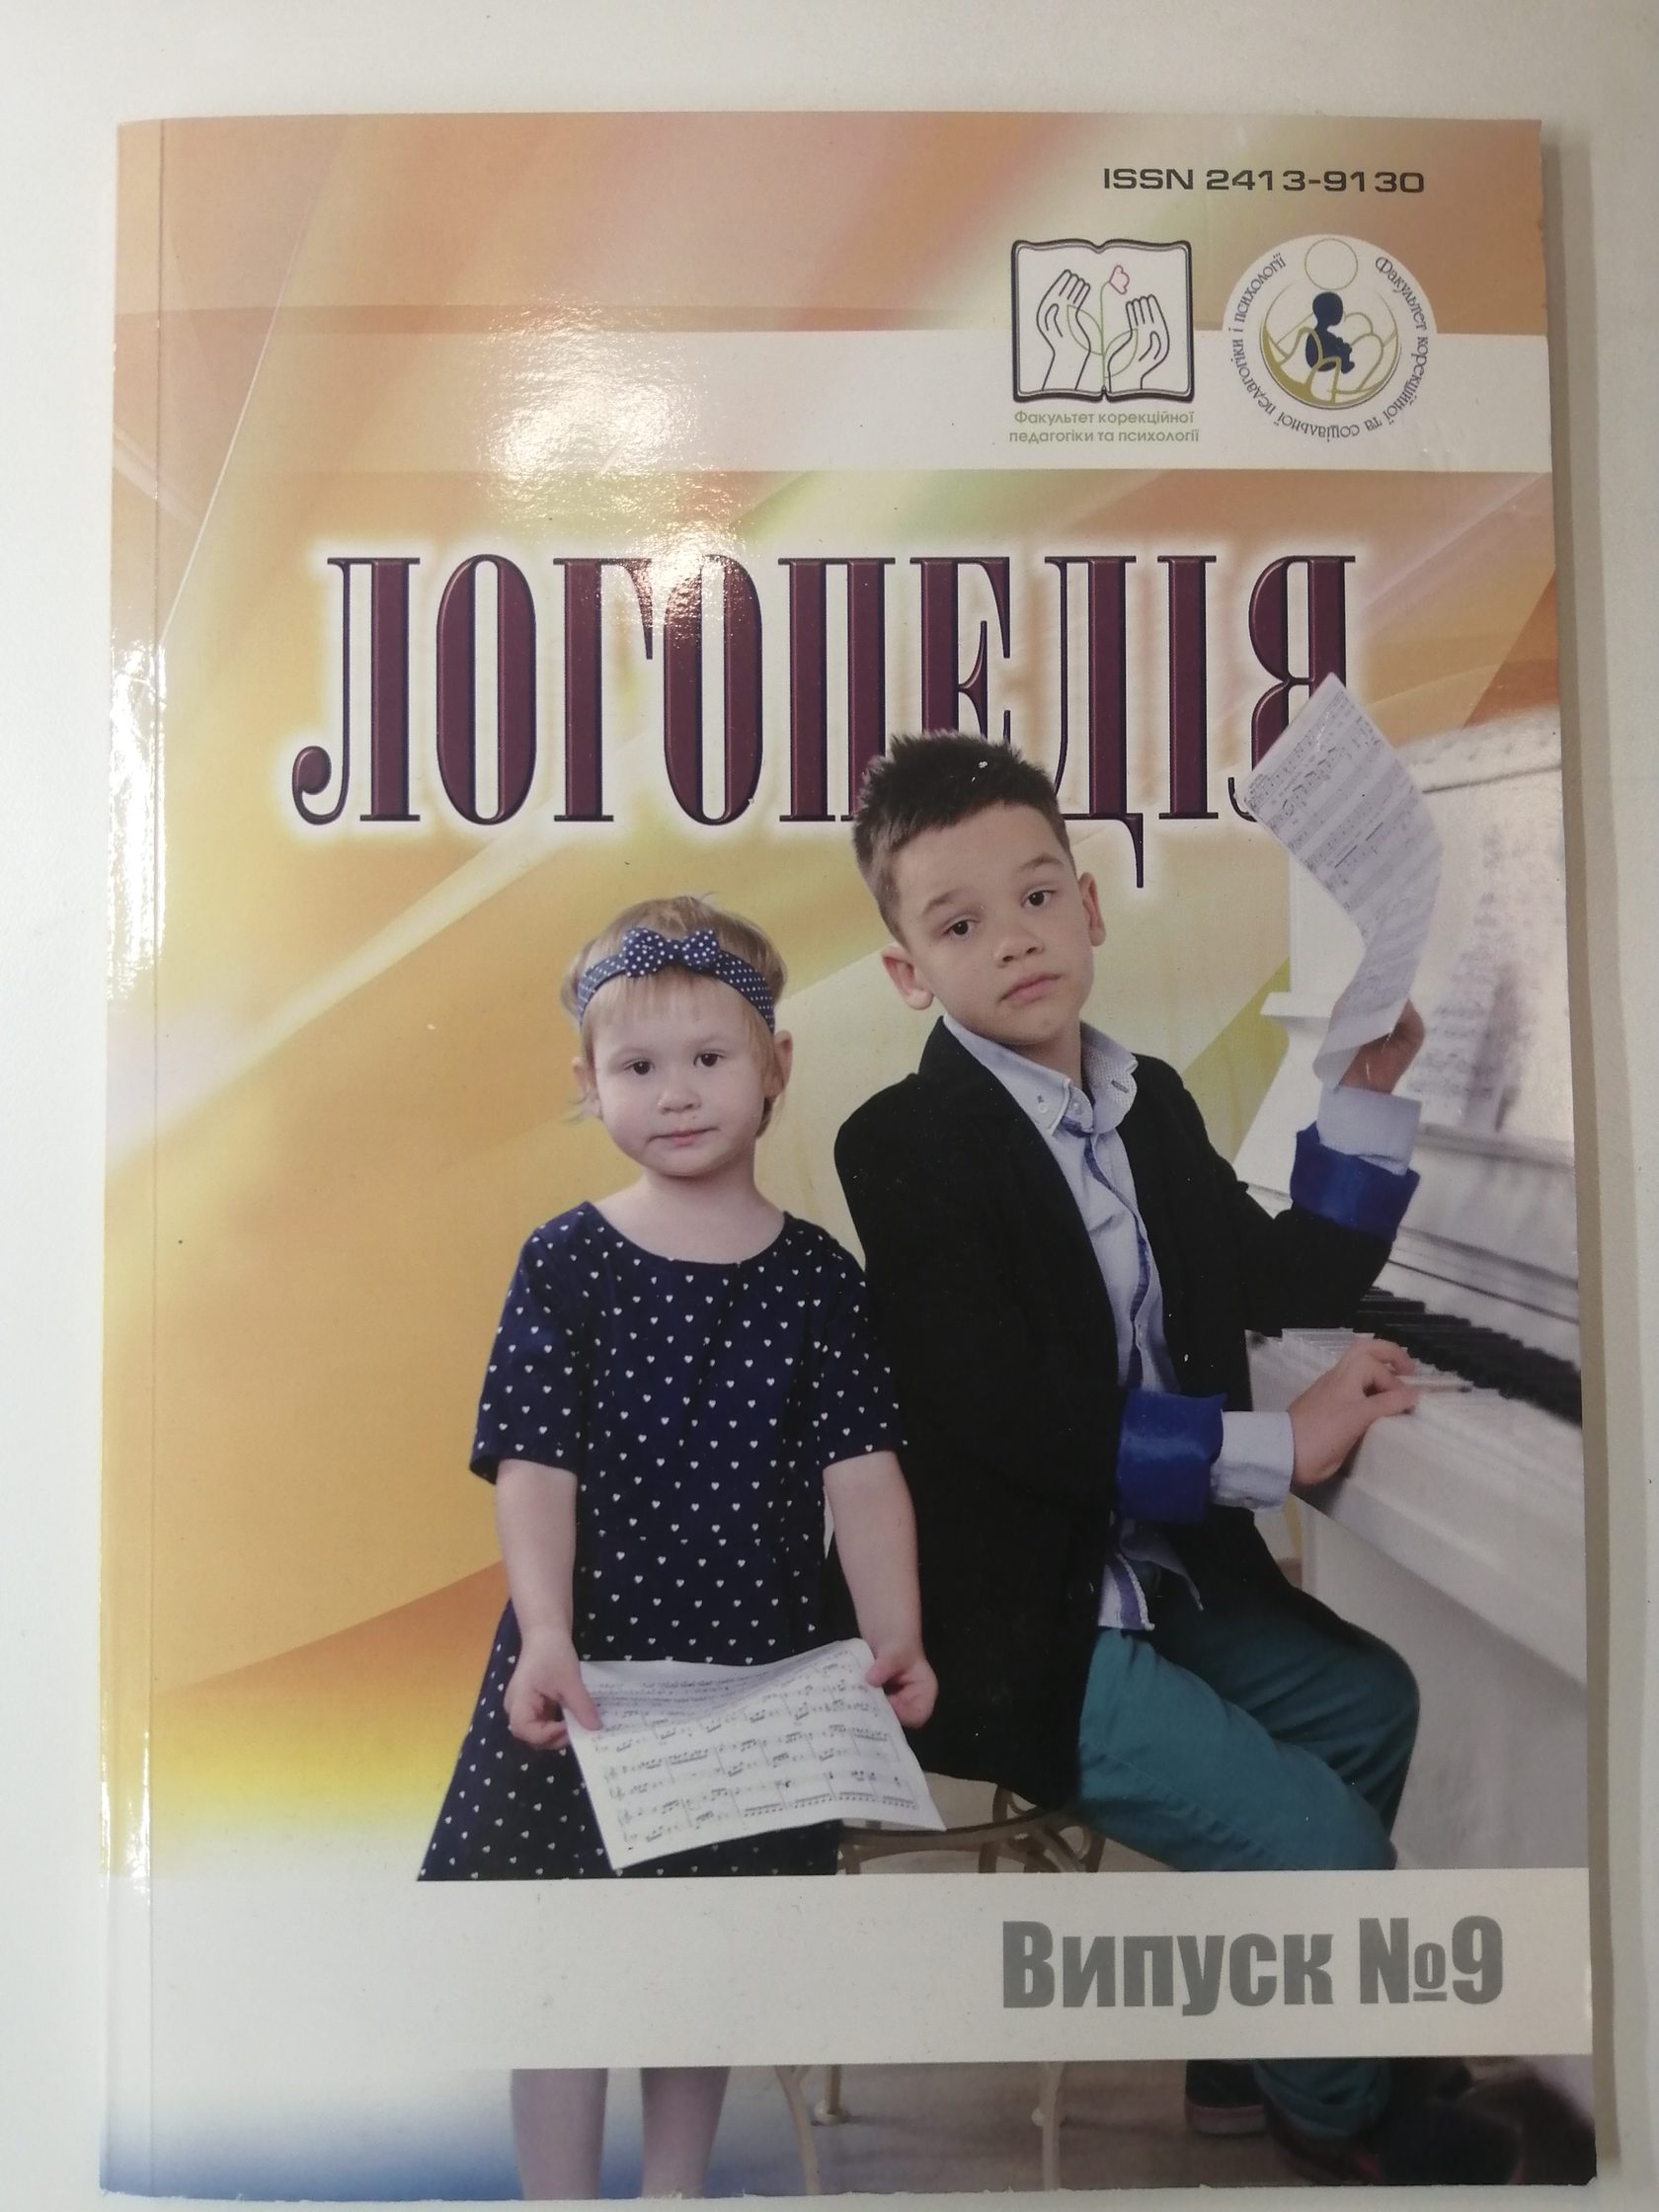 ISSN 2413-9130
Факультет корекційної
педагогіки та психології
Факультет корекційної та соціальної педагогіки і психології
ЛОГОПЕДІЯ
Випуск №9